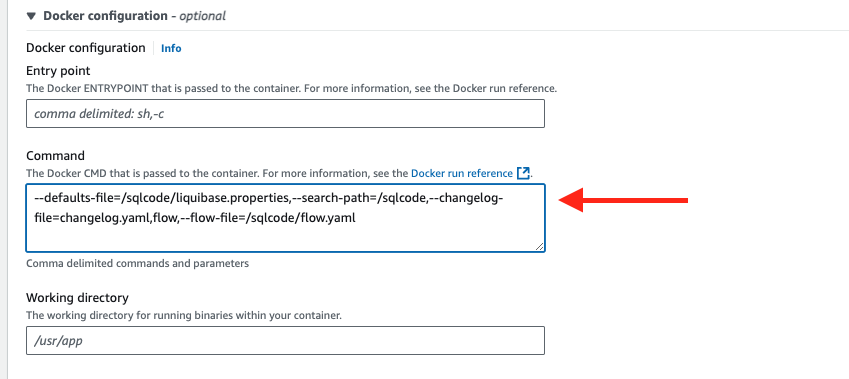 ▼ Docker configuration - optional
Docker configuration | Info
Entry point
The Docker ENTRYPOINT that is passed to the container. For more information, see the Docker run reference.
comma delimited: sh,-c
Command
The Docker CMD that is passed to the container. For more information, see the Docker run reference.
--defaults-file=/sqlcode/liquibase.properties,--search-path=/sqlcode,--changelog-
file=changelog.yaml,flow,--flow-file=/sqlcode/flow.yaml
Comma delimited commands and parameters
Working directory
The working directory for running binaries within your container.
/usr/app